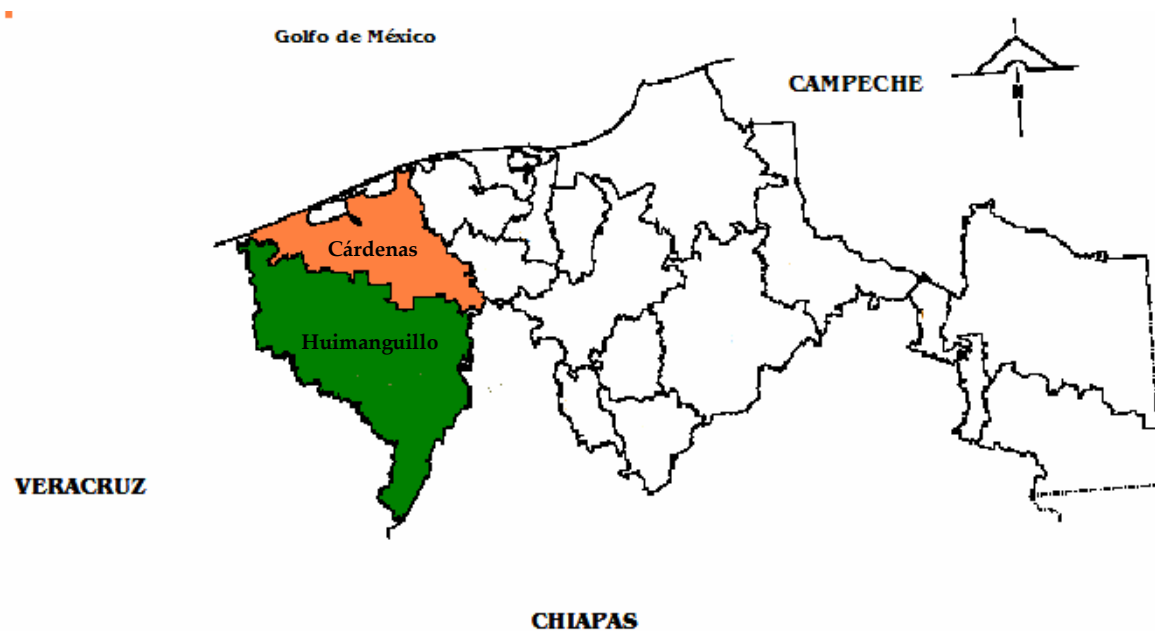 Golfo de México
CAMPECHE
N
Cárdenas
Huimanguillo
VERACRUZ
CHIAPAS